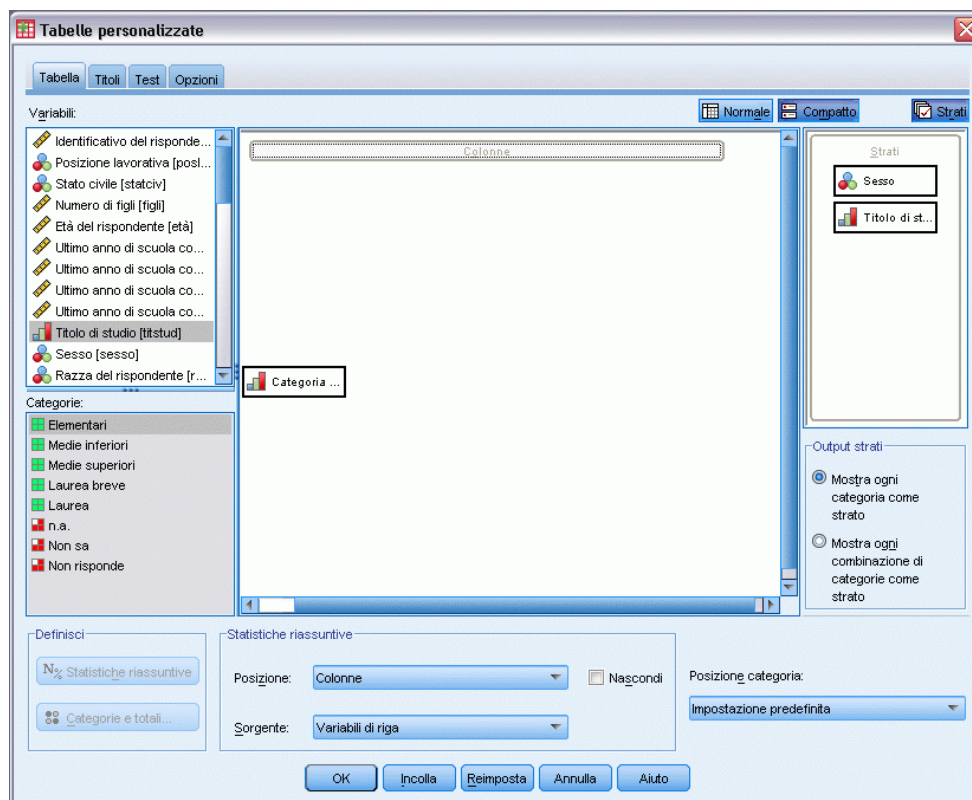 Tabelle personalizzate
Tabella Titoli Test Opzioni
Variabili:
Normale Compatto Strati
Identificativo del risponde...
Posizione lavorativa [posl...
Stato civile [statciv]
Numero di figli [figli]
Età del rispondente [età]
Ultimo anno di scuola co...
Ultimo anno di scuola co...
Ultimo anno di scuola co...
Ultimo anno di scuola co...
Titolo di studio [titstud]
Sesso [sesso]
Razza del rispondente [r...
Categorie:
Elementari
Medie inferiori
Medie superiori
Laurea breve
Laurea
n.a.
Non sa
Non risponde
Colonne
Categoria ...
Strati
Sesso
Titolo di st...
Output strati
Mostra ogni
categoria come
strato
Mostra ogni
combinazione di
categorie come
strato
Definisci
N% Statistiche riassuntive
Categorie e totali...
Statistiche riassuntive
Posizione: Colonne Nascondi
Sorgente: Variabili di riga
Posizione categoria:
Impostazione predefinita
OK Incolla Reimposta Annulla Aiuto